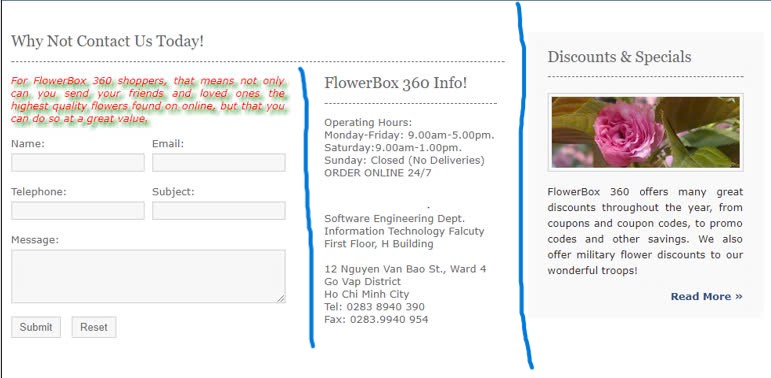 Why Not Contact Us Today!
For FlowerBox 360 shoppers, that means not only
can you send your friends and loved ones the
highest quality flowers found on online, but that you
can do so at a great value.
Name:
Email:
Telephone:
Subject:
Message:
Submit
Reset
FlowerBox 360 Info!
Operating Hours:
Monday-Friday: 9.00am-5.00pm.
Saturday:9.00am-1.00pm.
Sunday: Closed (No Deliveries)
ORDER ONLINE 24/7
.
Software Engineering Dept.
Information Technology Falcuty
First Floor, H Building
12 Nguyen Van Bao St., Ward 4
Go Vap District
Ho Chi Minh City
Tel: 0283 8940 390
Fax: 0283.9940 954
Discounts & Specials
FlowerBox 360 offers many great
discounts throughout the year, from
coupons and coupon codes, to promo
codes and other savings. We also
offer military flower discounts to our
wonderful troops!
Read More »